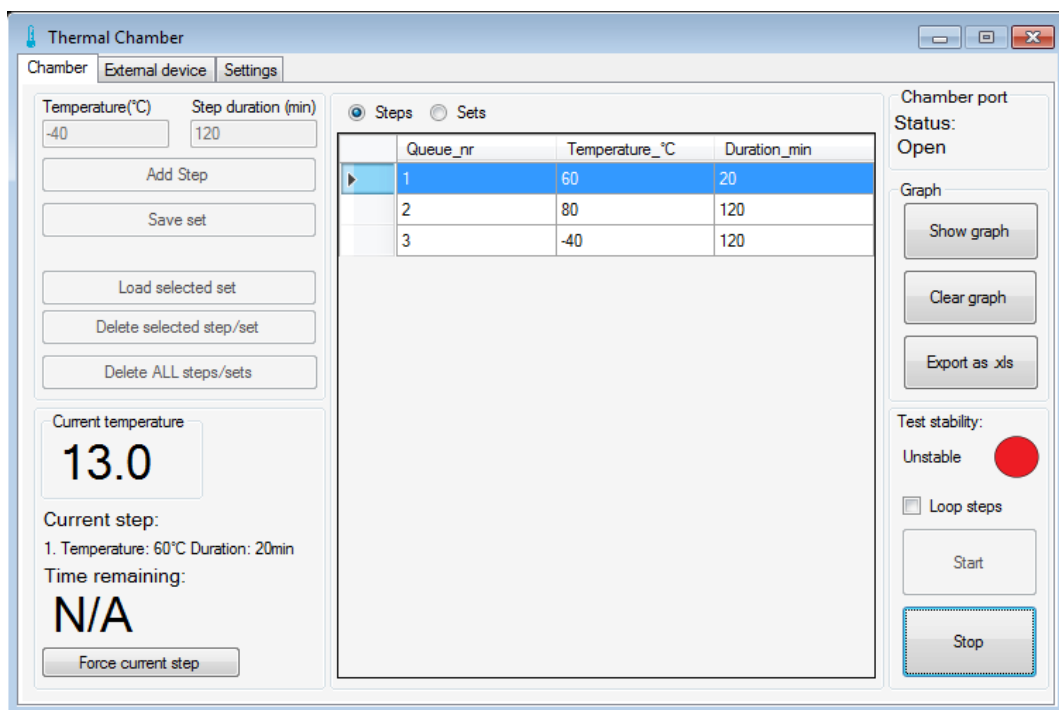 Thermal Chamber
Chamber External device Settings
Temperature(°C) Step duration (min)
-40 120
Add Step
Save set
Load selected set
Delete selected step/set
Delete ALL steps/sets
Current temperature
13.0
Current step:
1. Temperature: 60°C Duration: 20min
Time remaining:
N/A
Force current step
Steps Sets
Queue_nr Temperature_°C Duration_min
1 60 20
2 80 120
3 -40 120
Chamber port
Status:
Open
Graph
Show graph
Clear graph
Export as .xls
Test stability:
Unstable
Loop steps
Start
Stop